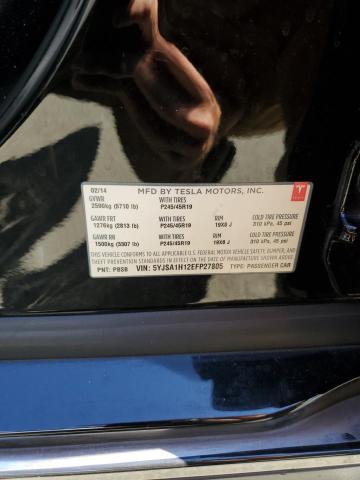 02/14 MFD BY TESLA MOTORS, INC.
GVWR WITH TIRES RIM COLD TIRE PRESSURE
2590kg (5710 lb) P245/45R19 19X8 J 310 kPa, 45 psi
GAWR FRT WITH TIRES RIM COLD TIRE PRESSURE
1276kg (2813 lb) P245/45R19 19X8 J 310 kPa, 45 psi
GAWR RR WITH TIRES
1500kg (3307 lb) P245/45R19
THIS VEHICLE CONFORMS TO ALL APPLICABLE U.S. FEDERAL MOTOR VEHICLE SAFETY, BUMPER, AND
THEFT PREVENTION STANDARDS IN EFFECT ON THE DATE OF MANUFACTURE SHOWN ABOVE.
PNT: PBSB VIN: 5YJSA1H12EFP27805 TYPE: PASSENGER CAR